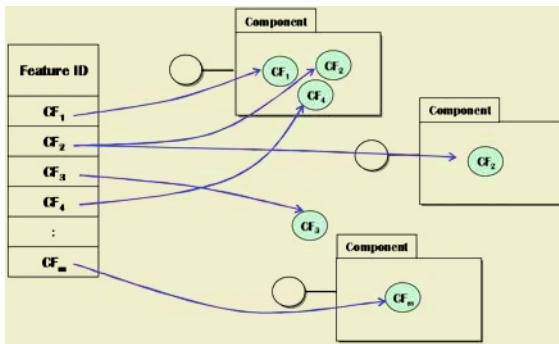 Feature ID
CF1
CF2
CF3
CF4
:
CFm
Component
CF1
CF2
CF4
Component
CF2
CF3
Component
CFm